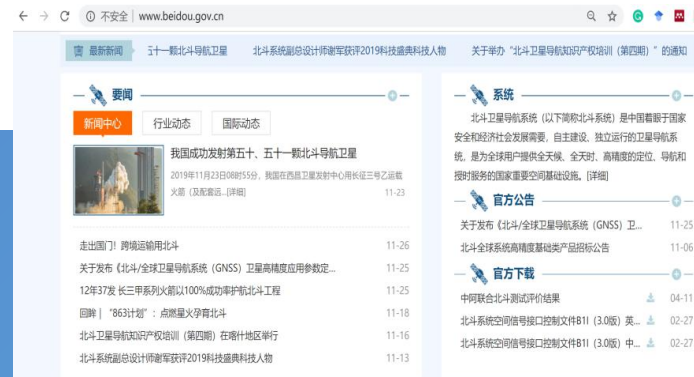 不安全 | www.beidou.gov.cn
最新新闻 五十一颗北斗导航卫星 北斗系统副总设计师谢军获评2019科技盛典科技人物 关于举办“北斗卫星导航知识产权培训(第四期)”的通知
要闻
新闻中心 行业动态 国际动态
我国成功发射第五十、五十一颗北斗导航卫星
2019年11月23日08时55分,我国在西昌卫星发射中心用长征三号乙运载
火箭(及配套远...[详细] 11-23
走出国门!跨境运输用北斗 11-26
关于发布《北斗/全球卫星导航系统(GNSS)卫星高精度应用参数定... 11-25
12年37发 长三甲系列火箭以100%成功率护航北斗工程 11-25
回眸 | “863计划”:点燃星火孕育北斗 11-18
北斗卫星导航知识产权培训(第四期)在喀什地区举行 11-16
北斗系统副总设计师谢军获评2019科技盛典科技人物 11-13
系统
北斗卫星导航系统(以下简称北斗系统)是中国着眼于国家
安全和经济社会发展需要,自主建设、独立运行的卫星导航系
统,是为全球用户提供全天候、全天时、高精度的定位、导航和
授时服务的国家重要空间基础设施。[详细]
官方公告
关于发布《北斗/全球卫星导航系统(GNSS)卫... 11-25
北斗全球系统高精度基础类产品招标公告 11-06
官方下载
中阿联合北斗测试评价结果 04-11
北斗系统空间信号接口控制文件B1I(3.0版)英... 02-27
北斗系统空间信号接口控制文件B1I(3.0版)中... 02-27